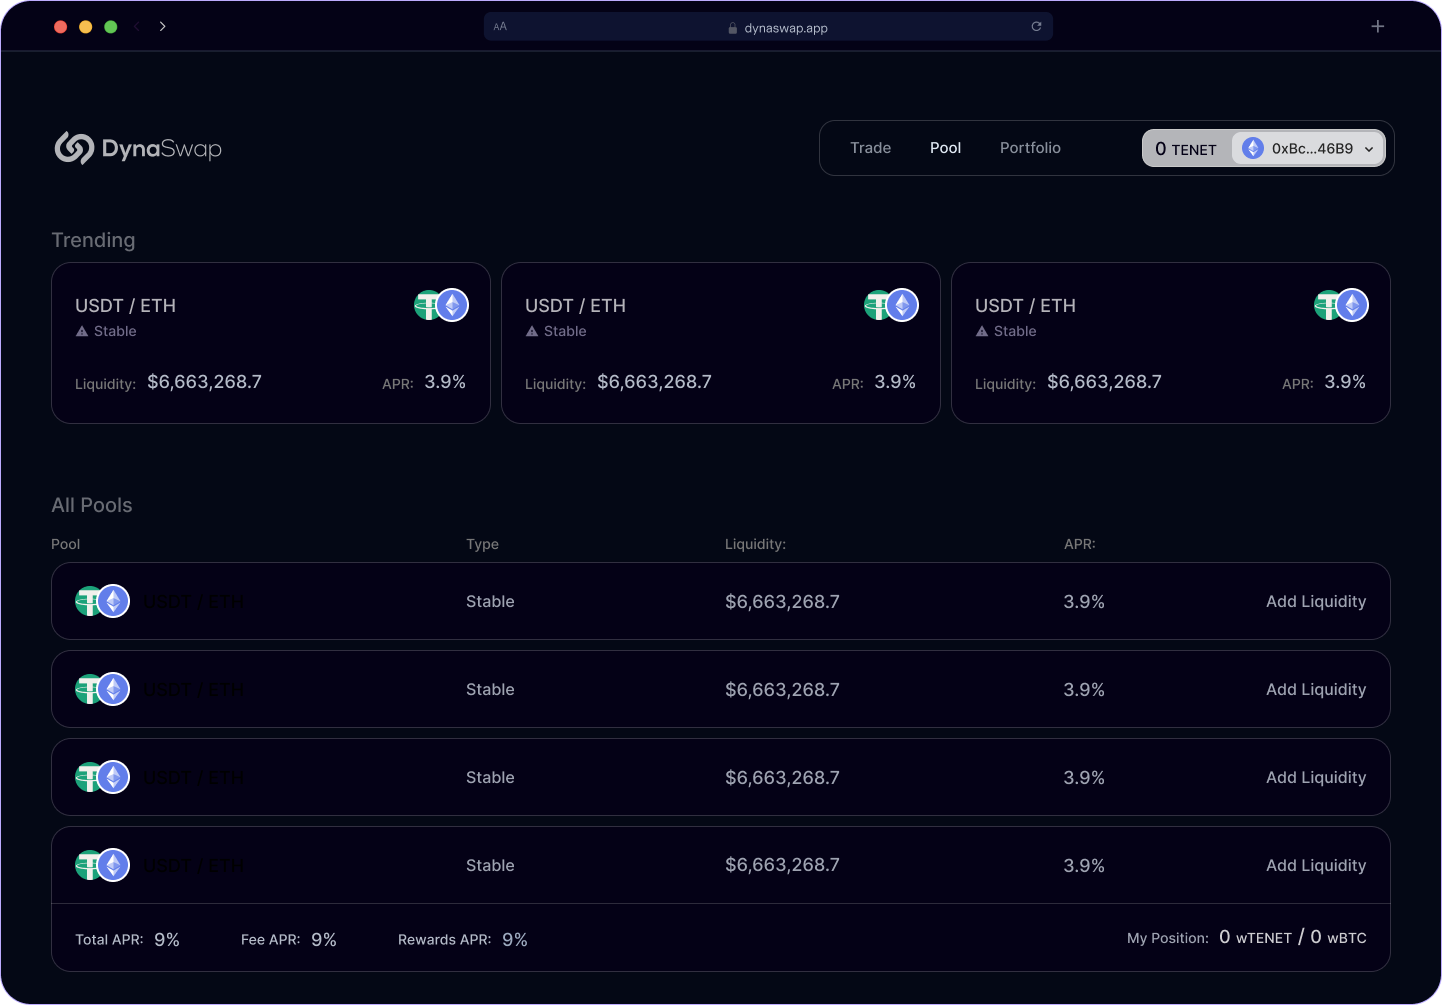 AA dynaswap.app
DynaSwap
Trade Pool Portfolio 0 TENET 0xBc...46B9
Trending
USDT / ETH
Stable
Liquidity: $6,663,268.7 APR: 3.9%
USDT / ETH
Stable
Liquidity: $6,663,268.7 APR: 3.9%
USDT / ETH
Stable
Liquidity: $6,663,268.7 APR: 3.9%
All Pools
Pool Type Liquidity: APR:
USDT / ETH Stable $6,663,268.7 3.9% Add Liquidity
USDT / ETH Stable $6,663,268.7 3.9% Add Liquidity
USDT / ETH Stable $6,663,268.7 3.9% Add Liquidity
USDT / ETH Stable $6,663,268.7 3.9% Add Liquidity
Total APR: 9% Fee APR: 9% Rewards APR: 9% My Position: 0 wTENET / 0 wBTC